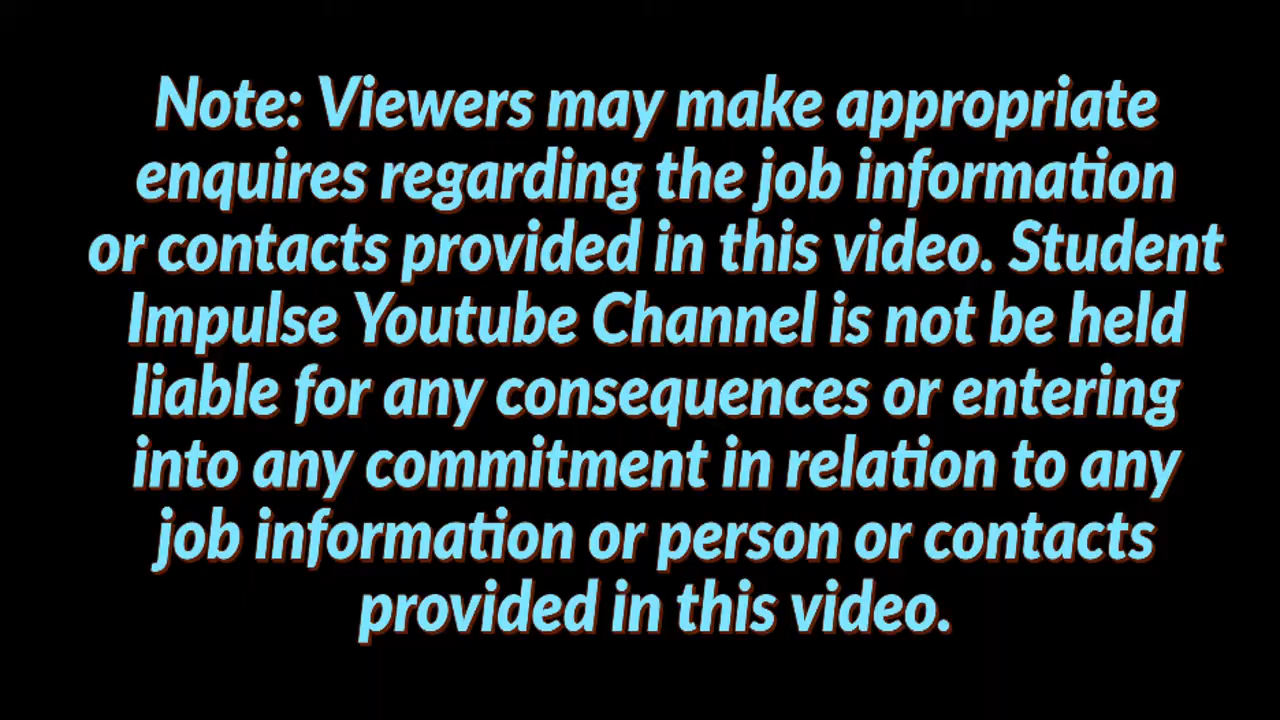 Note: Viewers may make appropriate
enquires regarding the job information
or contacts provided in this video. Student
Impulse Youtube Channel is not be held
liable for any consequences or entering
into any commitment in relation to any
job information or person or contacts
provided in this video.